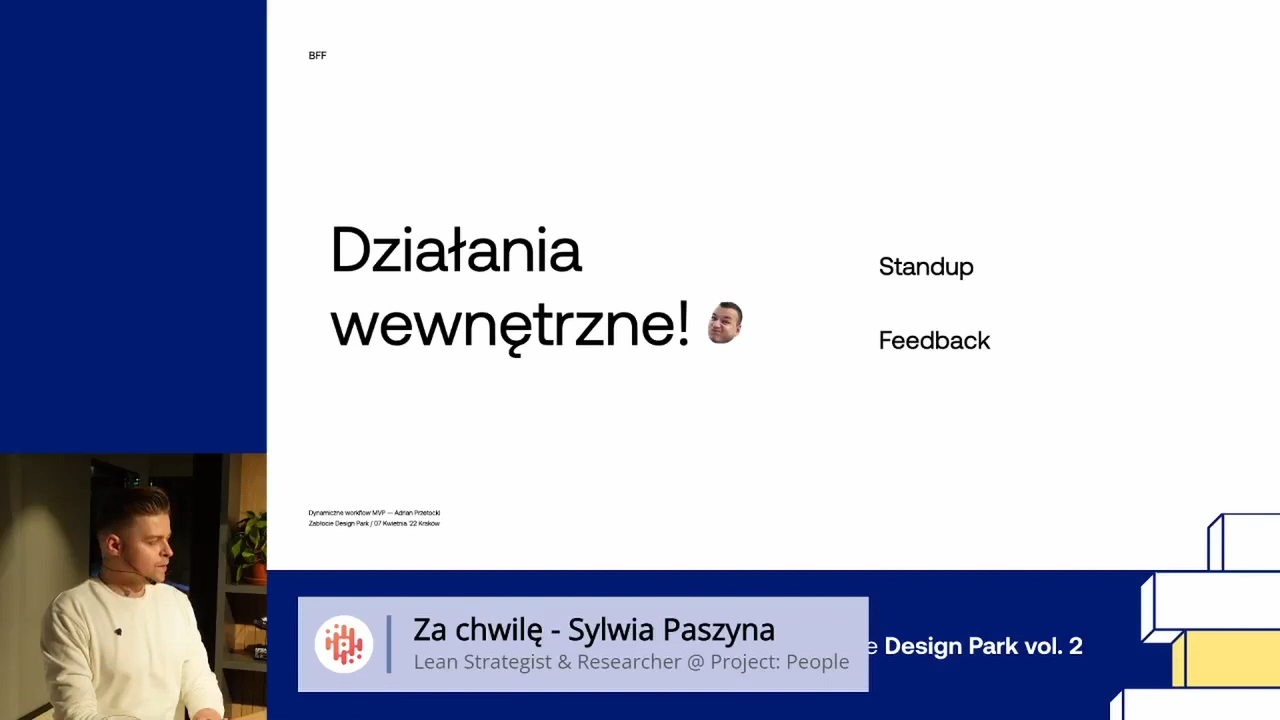 BFF
Działania
wewnętrzne!
Standup
Feedback
Dynamiczne workflow MVP — Adrian Przetocki
Zabłocie Design Park / 07 Kwietnia '22 Kraków
Za chwilę - Sylwia Paszyna
Lean Strategist & Researcher @ Project: People
e Design Park vol. 2